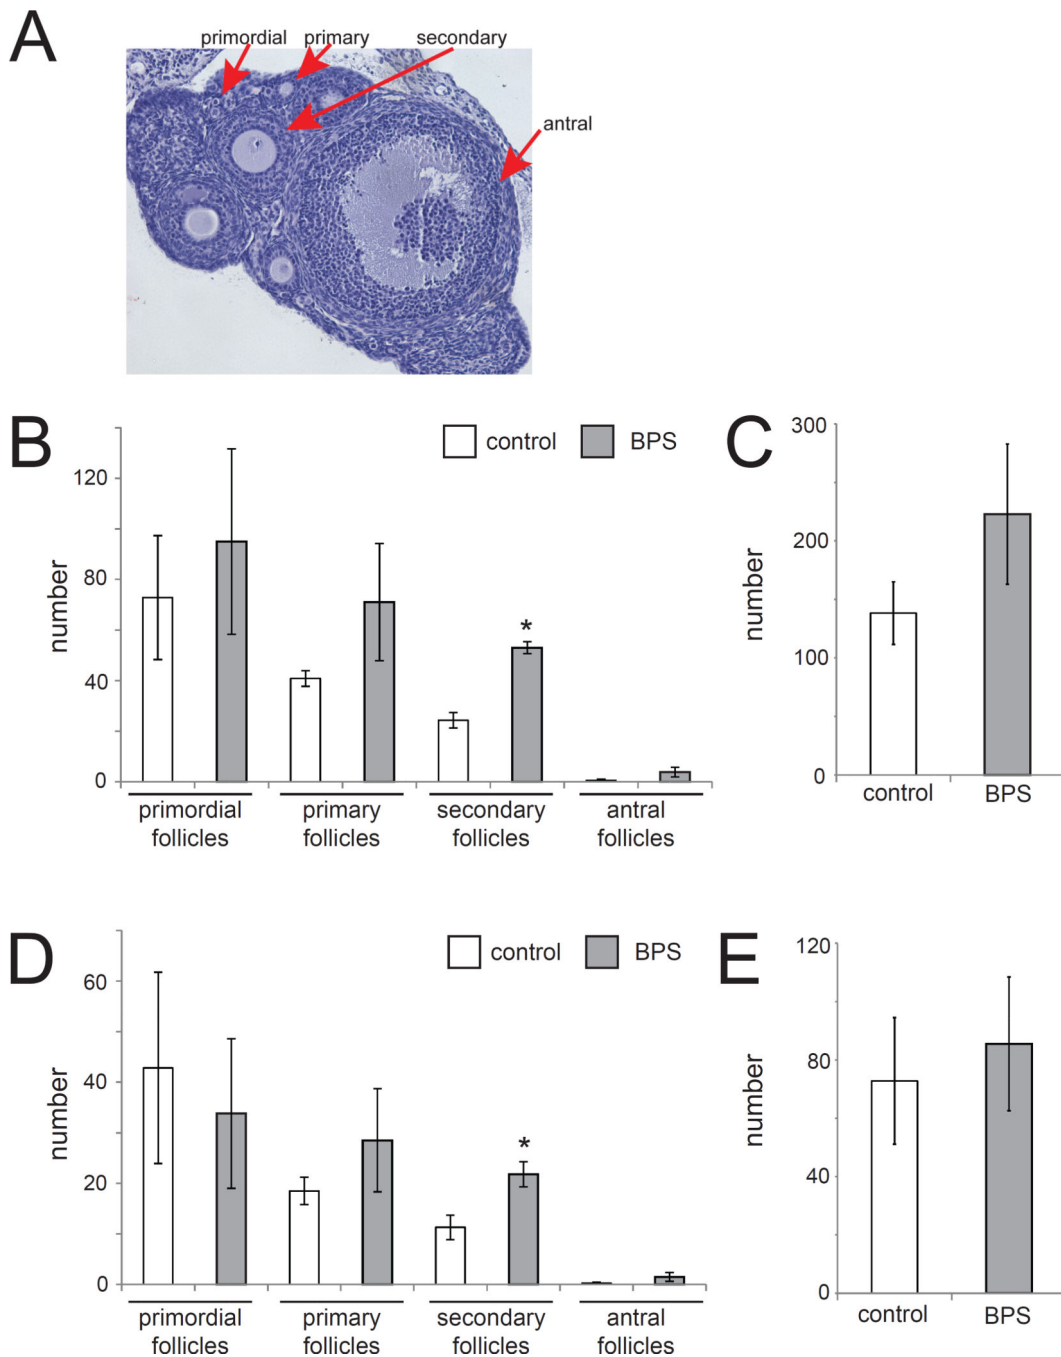 A
primordial primary secondary
antral
B
control BPS
number
120
80
40
0
primordial primary secondary antral
follicles follicles follicles follicles
C
number
300
200
100
0
control BPS
D
control BPS
number
60
40
20
0
primordial primary secondary antral
follicles follicles follicles follicles
*
*
E
number
120
80
40
0
control BPS